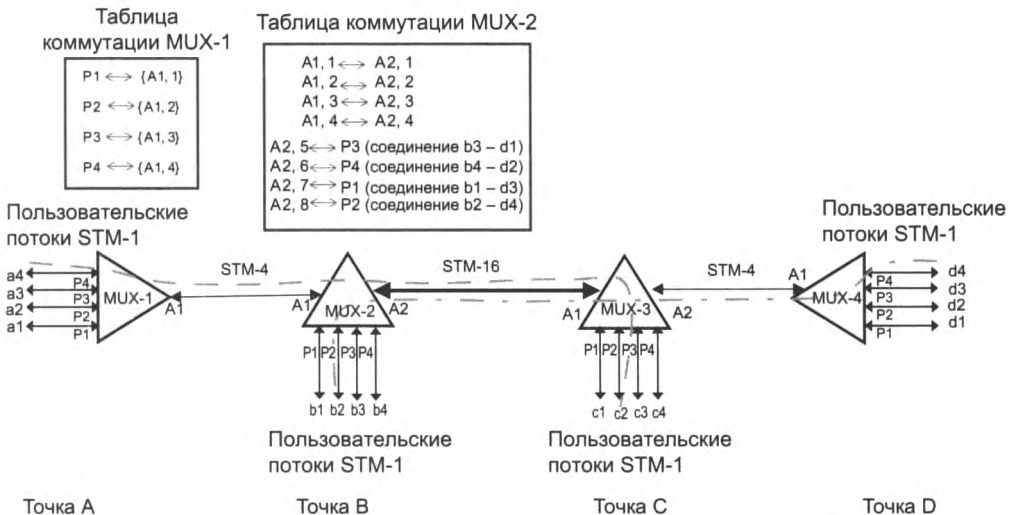 Таблица
коммутации MUX-1
P1 ⟷ {A1, 1}
P2 ⟷ {A1, 2}
P3 ⟷ {A1, 3}
P4 ⟷ {A1, 4}
Таблица коммутации MUX-2
A1, 1 ⟷ A2, 1
A1, 2 ⟷ A2, 2
A1, 3 ⟷ A2, 3
A1, 4 ⟷ A2, 4
A2, 5 ⟷ P3 (соединение b3 – d1)
A2, 6 ⟷ P4 (соединение b4 – d2)
A2, 7 ⟷ P1 (соединение b1 – d3)
A2, 8 ⟷ P2 (соединение b2 – d4)
Пользовательские
потоки STM-1
Пользовательские
потоки STM-1
a4
a3
a2
a1
P4
P3
P2
P1
MUX-1
A1
STM-4
A1
MUX-2
A2
P1
P2
P3
P4
b1
b2
b3
b4
STM-16
A1
MUX-3
A2
P1
P2
P3
P4
c1
c2
c3
c4
STM-4
A1
MUX-4
P4
P3
P2
P1
d4
d3
d2
d1
Пользовательские
потоки STM-1
Пользовательские
потоки STM-1
Точка A
Точка B
Точка C
Точка D